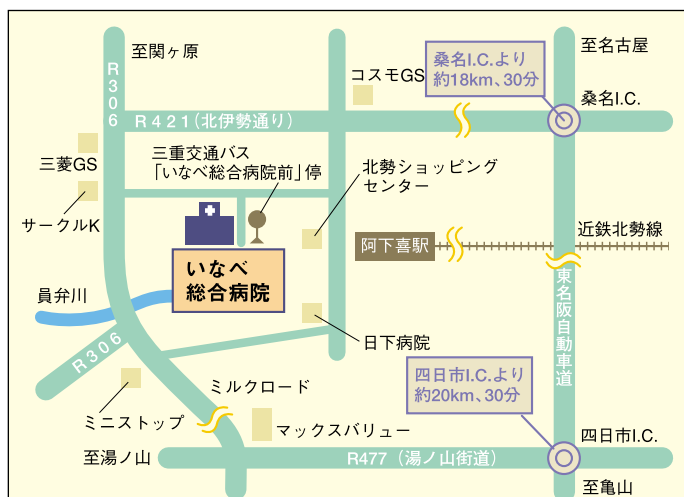 至関ヶ原
R306
コスモGS
桑名I.C.より
約18km、30分
至名古屋
桑名I.C.
R421(北伊勢通り)
三菱GS
三重交通バス
「いなべ総合病院前」停
北勢ショッピング
センター
サークルK
いなべ
総合病院
阿下喜駅
近鉄北勢線
員弁川
東名阪自動車道
R306
日下病院
ミニストップ
ミルクロード
四日市I.C.より
約20km、30分
マックスバリュー
四日市I.C.
至湯ノ山
R477(湯ノ山街道)
至亀山